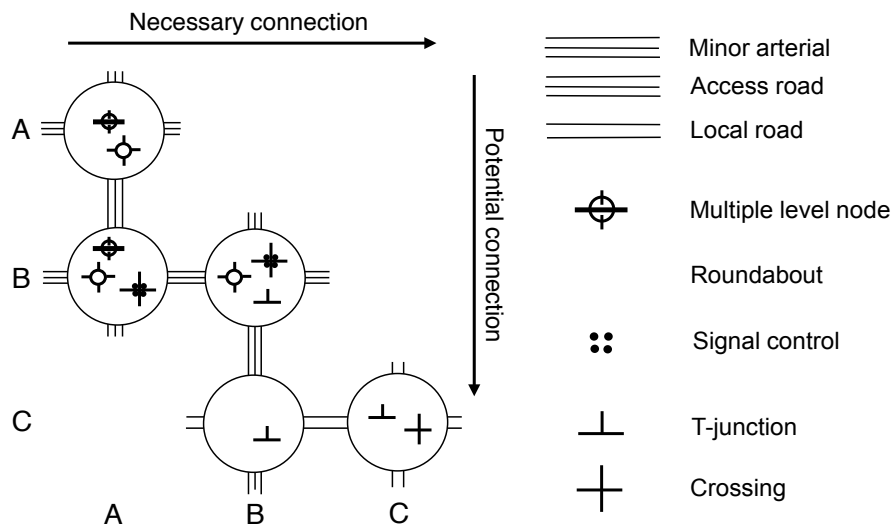 Necessary connection
Potential connection
A
B
C
A
B
C
Minor arterial
Access road
Local road
Multiple level node
Roundabout
Signal control
T-junction
Crossing